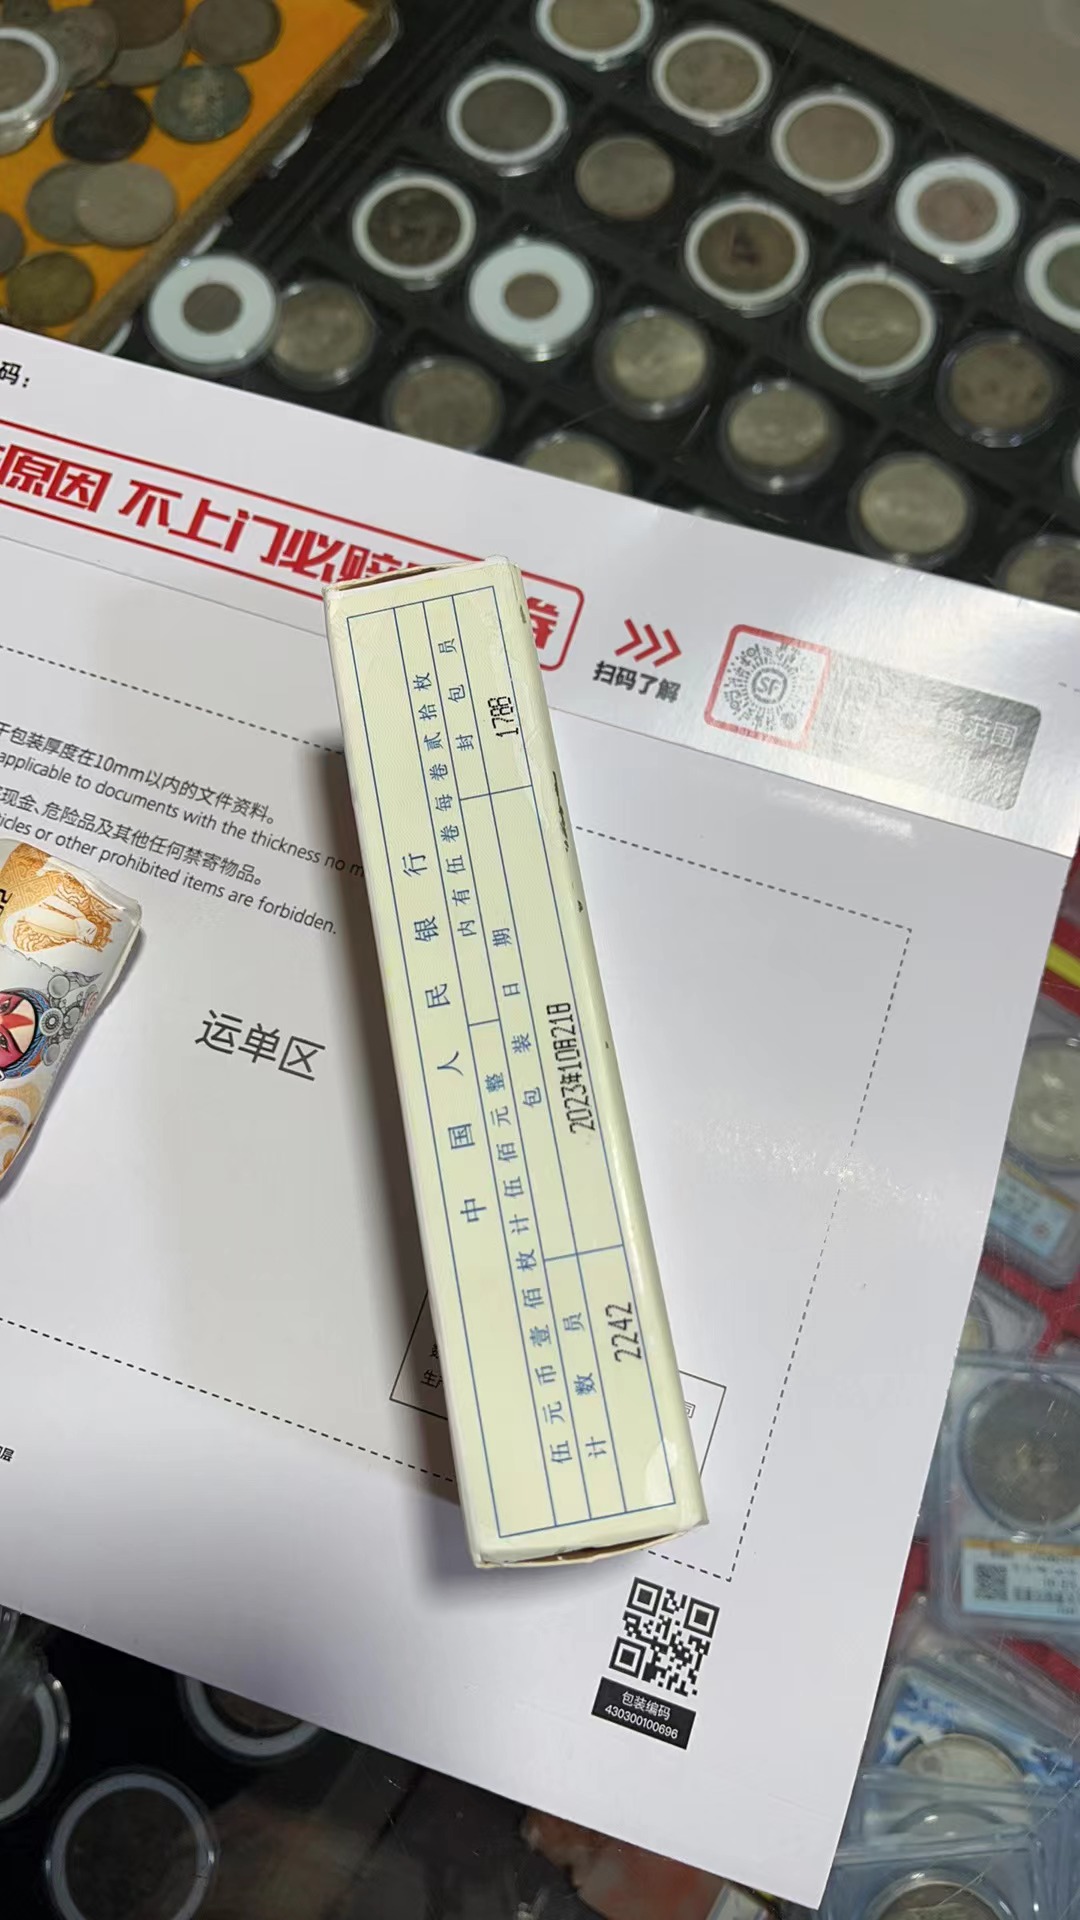 码：
原因 不上门必赔
券
扫码了解
范围
包装厚度在10mm以内的文件资料。
applicable to documents with the thickness no m
现金、危险品及其他任何禁寄物品。
icles or other prohibited items are forbidden.
运单区
中国人民银行
伍元币壹佰枚计伍佰元整
内有伍卷每卷贰拾枚
计数员
包装日期
封包员
2242
2023年10月21日
1786
包装编码
430300100696